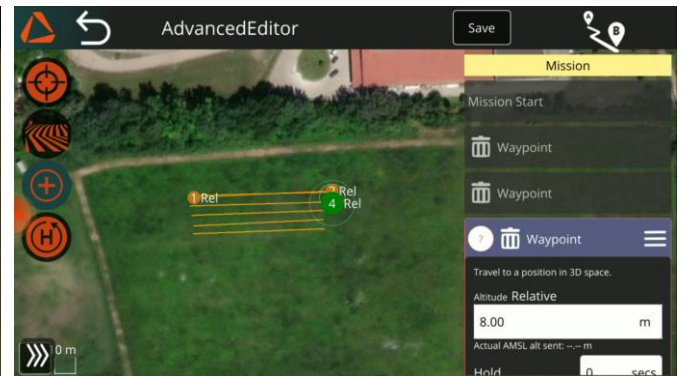 AdvancedEditor
Save
A
B
Mission
Mission Start
Waypoint
Waypoint
? Waypoint
Travel to a position in 3D space.
Altitude Relative
8.00 m
Actual AMSL alt sent: --.-- m
Hold 0 secs
1 Rel
Rel
4 Rel
H
0 m